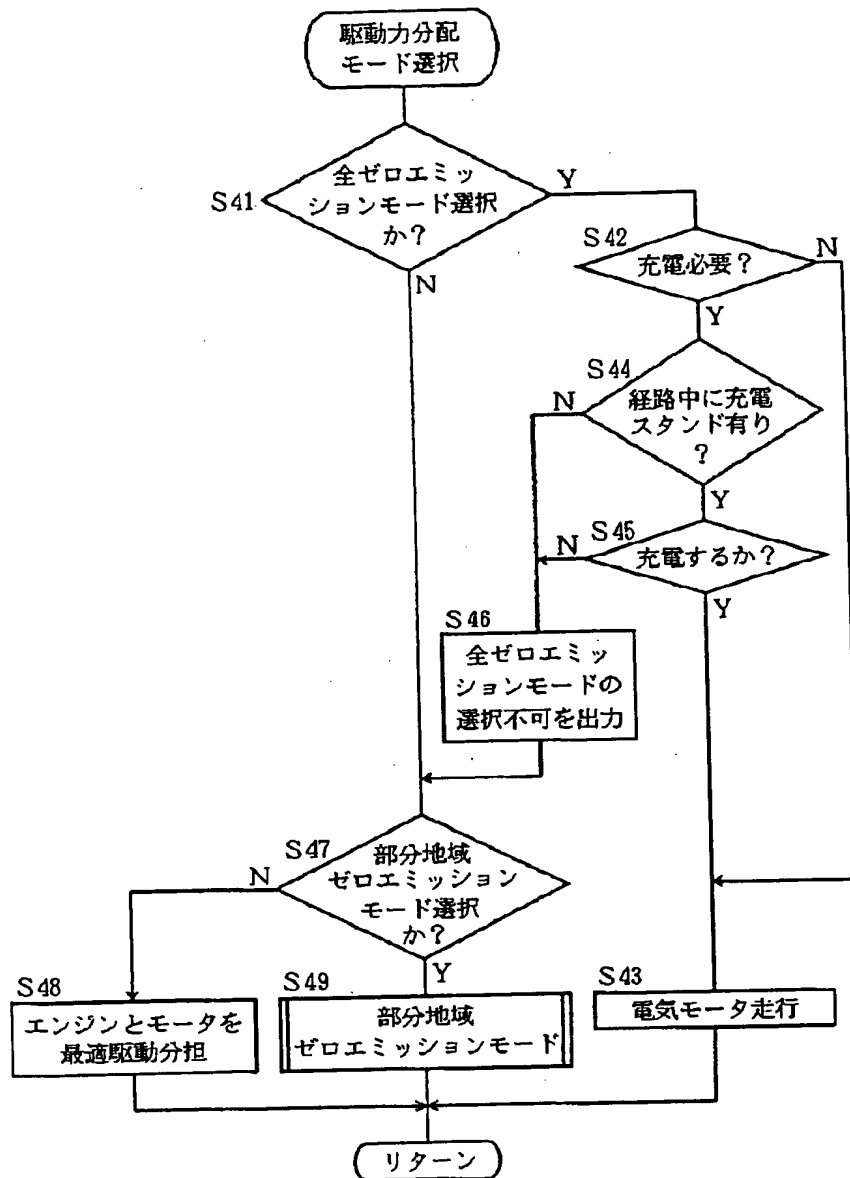 駆動力分配
モード選択
S41
全ゼロエミッ
ションモード選択
か？
Y
N
S42
充電必要？
N
Y
S44
経路中に充電
スタンド有り
？
N
Y
S45
充電するか？
N
Y
S46
全ゼロエミッ
ションモードの
選択不可を出力
S47
部分地域
ゼロエミッション
モード選択
か？
N
Y
S48
エンジンとモータを
最適駆動分担
S49
部分地域
ゼロエミッションモード
S43
電気モータ走行
リターン